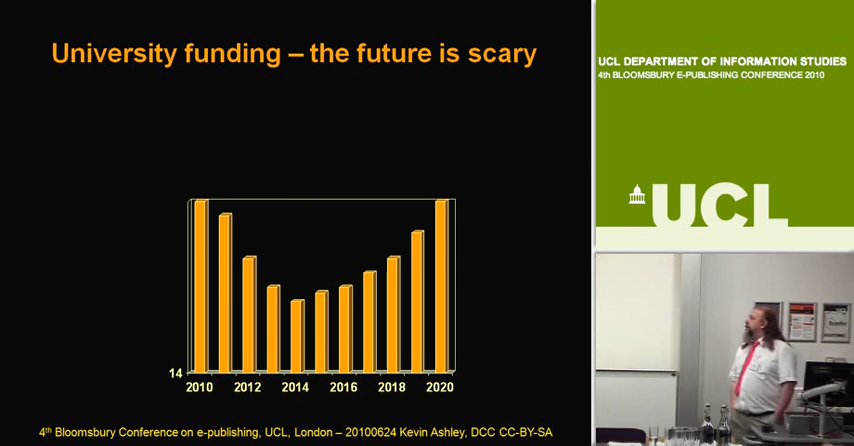 University funding – the future is scary
14
2010 2012 2014 2016 2018 2020
4th Bloomsbury Conference on e-publishing, UCL, London – 20100624 Kevin Ashley, DCC CC-BY-SA
UCL DEPARTMENT OF INFORMATION STUDIES
4th BLOOMSBURY E-PUBLISHING CONFERENCE 2010
UCL